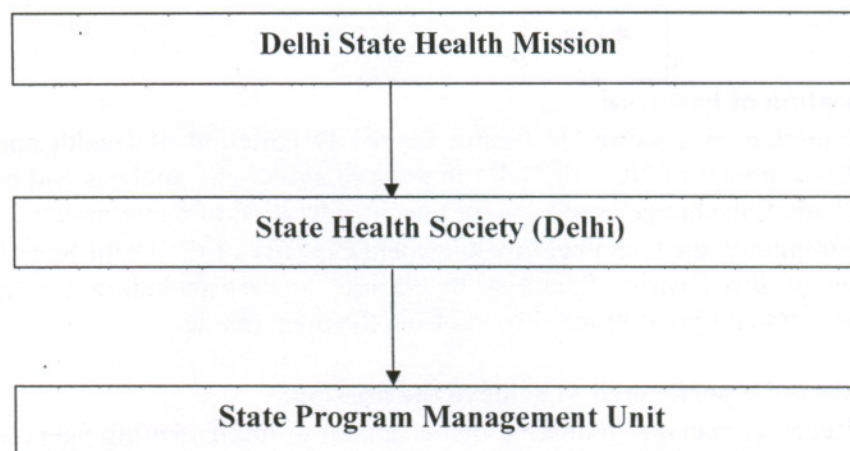 Delhi State Health Mission
State Health Society (Delhi)
State Program Management Unit